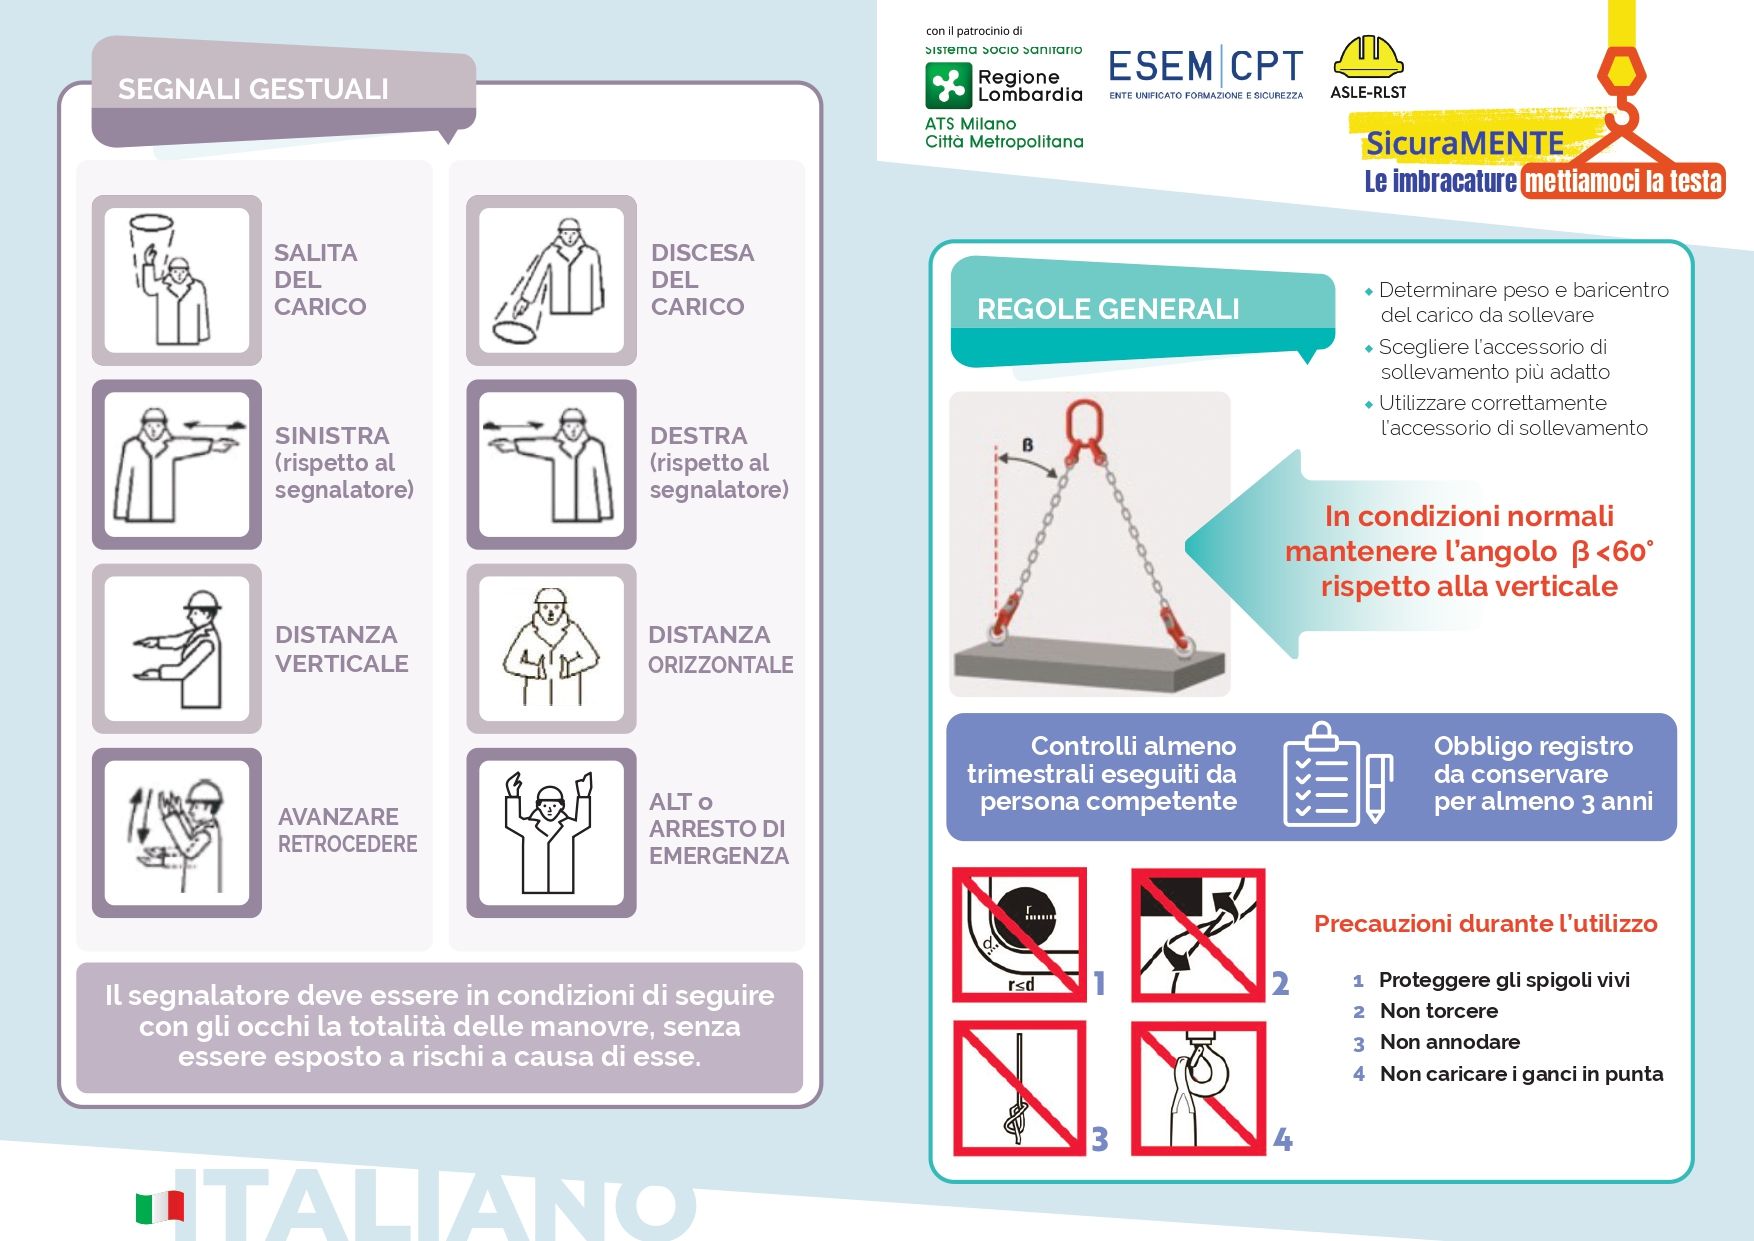 SEGNALI GESTUALI
SALITA
DEL
CARICO
DISCESA
DEL
CARICO
SINISTRA
(rispetto al
segnalatore)
DESTRA
(rispetto al
segnalatore)
DISTANZA
VERTICALE
DISTANZA
ORIZZONTALE
AVANZARE
RETROCEDERE
ALT o
ARRESTO DI
EMERGENZA
Il segnalatore deve essere in condizioni di seguire
con gli occhi la totalità delle manovre, senza
essere esposto a rischi a causa di esse.
ITALIANO
con il patrocinio di
Sistema Socio Sanitario
Regione
Lombardia
ATS Milano
Città Metropolitana
ESEM CPT
ENTE UNIFICATO FORMAZIONE E SICUREZZA
ASLE-RLST
SicuraMENTE
Le imbracature mettiamoci la testa
REGOLE GENERALI
Determinare peso e baricentro
del carico da sollevare
Scegliere l'accessorio di
sollevamento più adatto
Utilizzare correttamente
l'accessorio di sollevamento
ß
In condizioni normali
mantenere l'angolo β <60°
rispetto alla verticale
Controlli almeno
trimestrali eseguiti da
persona competente
Obbligo registro
da conservare
per almeno 3 anni
r
d
r≤d
1
2
3
4
Precauzioni durante l'utilizzo
1 Proteggere gli spigoli vivi
2 Non torcere
3 Non annodare
4 Non caricare i ganci in punta